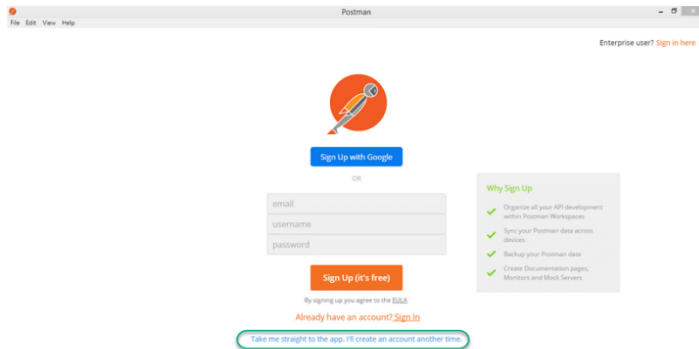 Postman
File Edit View Help
Enterprise user? Sign in here
Sign Up with Google
OR
email
username
password
Sign Up (it's free)
By signing up you agree to the EULA
Already have an account? Sign In
Take me straight to the app. I'll create an account another time.
Why Sign Up
Organize all your API development
within Postman Workspaces
Sync your Postman data across
devices
Backup your Postman data
Create Documentation pages,
Monitors and Mock Servers